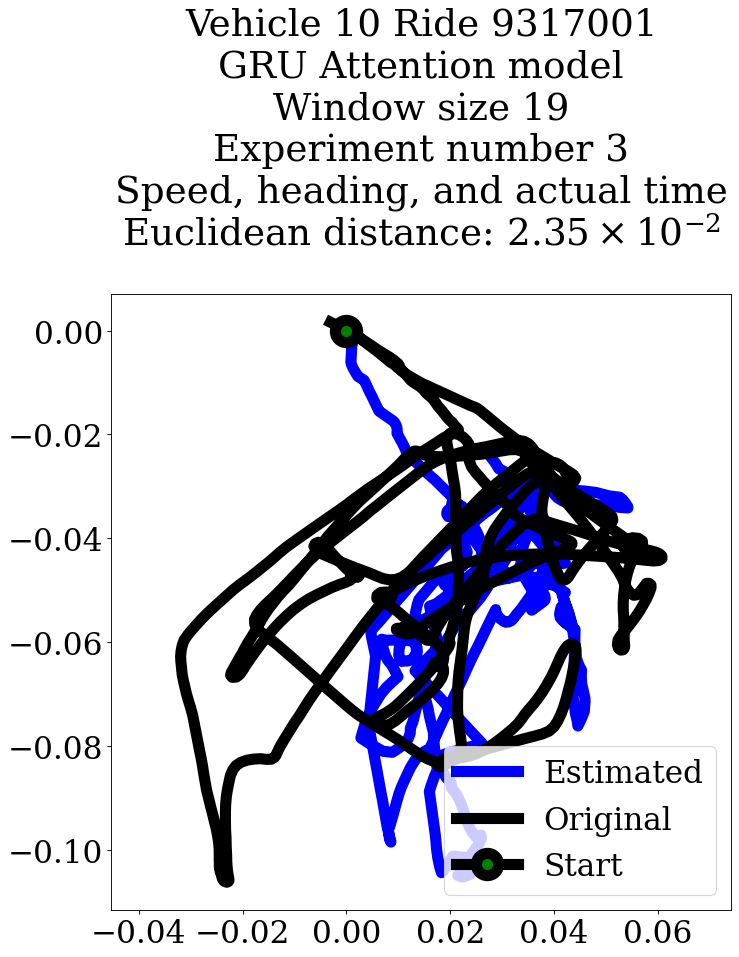 Vehicle 10 Ride 9317001
GRU Attention model
Window size 19
Experiment number 3
Speed, heading, and actual time
Euclidean distance: 2.35 × 10⁻²
0.00
−0.02
−0.04
−0.06
−0.08
−0.10
−0.04 −0.02 0.00 0.02 0.04 0.06
Estimated
Original
Start